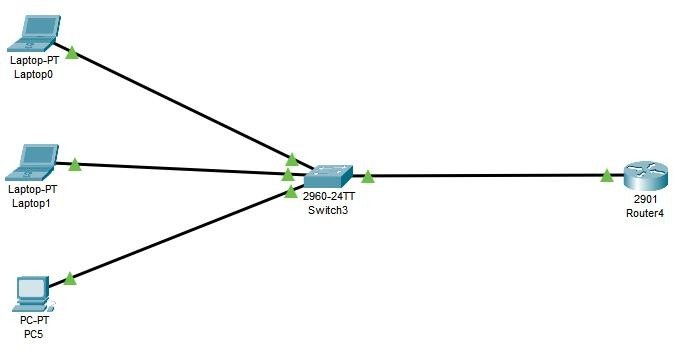 Laptop-PT
Laptop0
Laptop-PT
Laptop1
2960-24TT
Switch3
2901
Router4
PC-PT
PC5